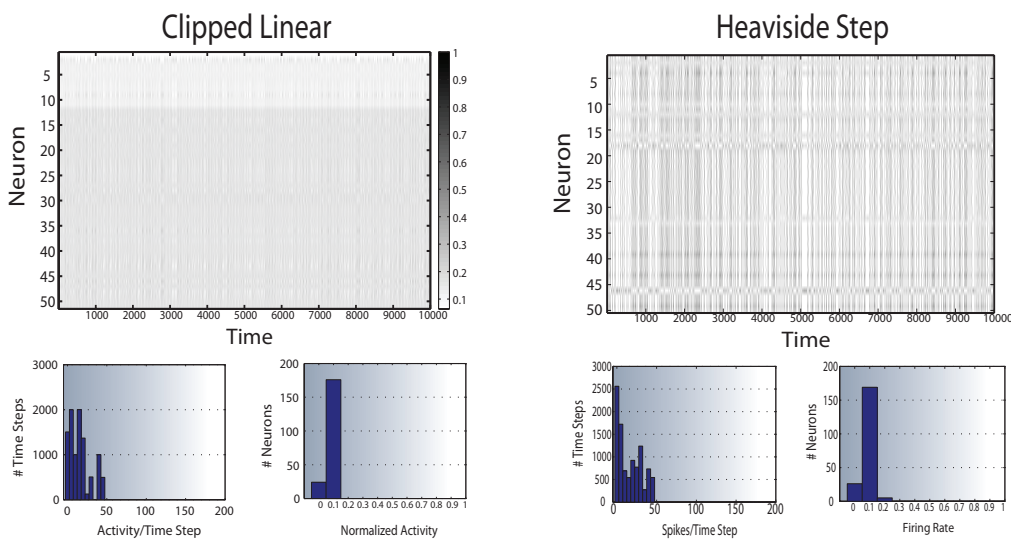 Clipped Linear
Heaviside Step
Neuron
5
10
15
20
25
30
35
40
45
50
1000 2000 3000 4000 5000 6000 7000 8000 9000 10000
Time
1
0.9
0.8
0.7
0.6
0.5
0.4
0.3
0.2
0.1
Neuron
5
10
15
20
25
30
35
40
45
50
1000 2000 3000 4000 5000 6000 7000 8000 9000 10000
Time
# Time Steps
3000
2000
1000
0
0 50 100 150 200
Activity/Time Step
# Neurons
200
150
100
50
0
0 0.1 0.2 0.3 0.4 0.5 0.6 0.7 0.8 0.9 1
Normalized Activity
# Time Steps
3000
2500
2000
1500
1000
500
0
0 50 100 200
Spikes/Time Step
# Neurons
200
150
100
50
0
0 0.1 0.2 0.3 0.4 0.5 0.6 0.7 0.8 0.9 1
Firing Rate